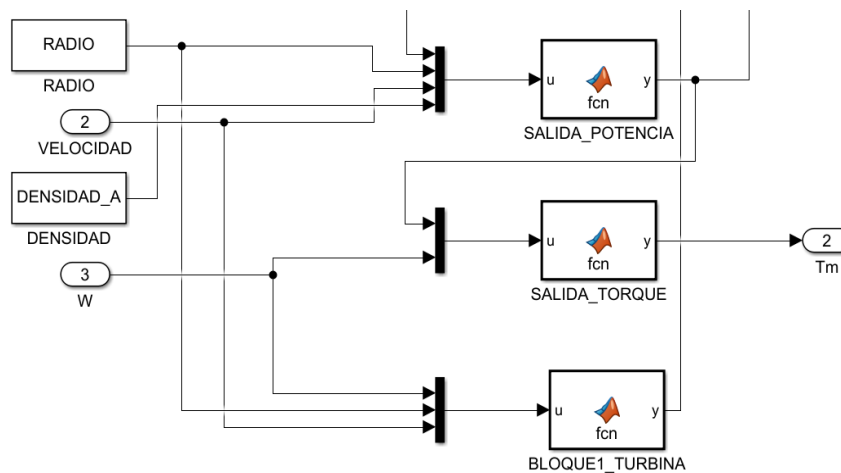 RADIO
RADIO
2
VELOCIDAD
DENSIDAD_A
DENSIDAD
3
W
u
fcn
y
SALIDA_POTENCIA
u
fcn
y
SALIDA_TORQUE
2
Tm
u
fcn
y
BLOQUE1_TURBINA